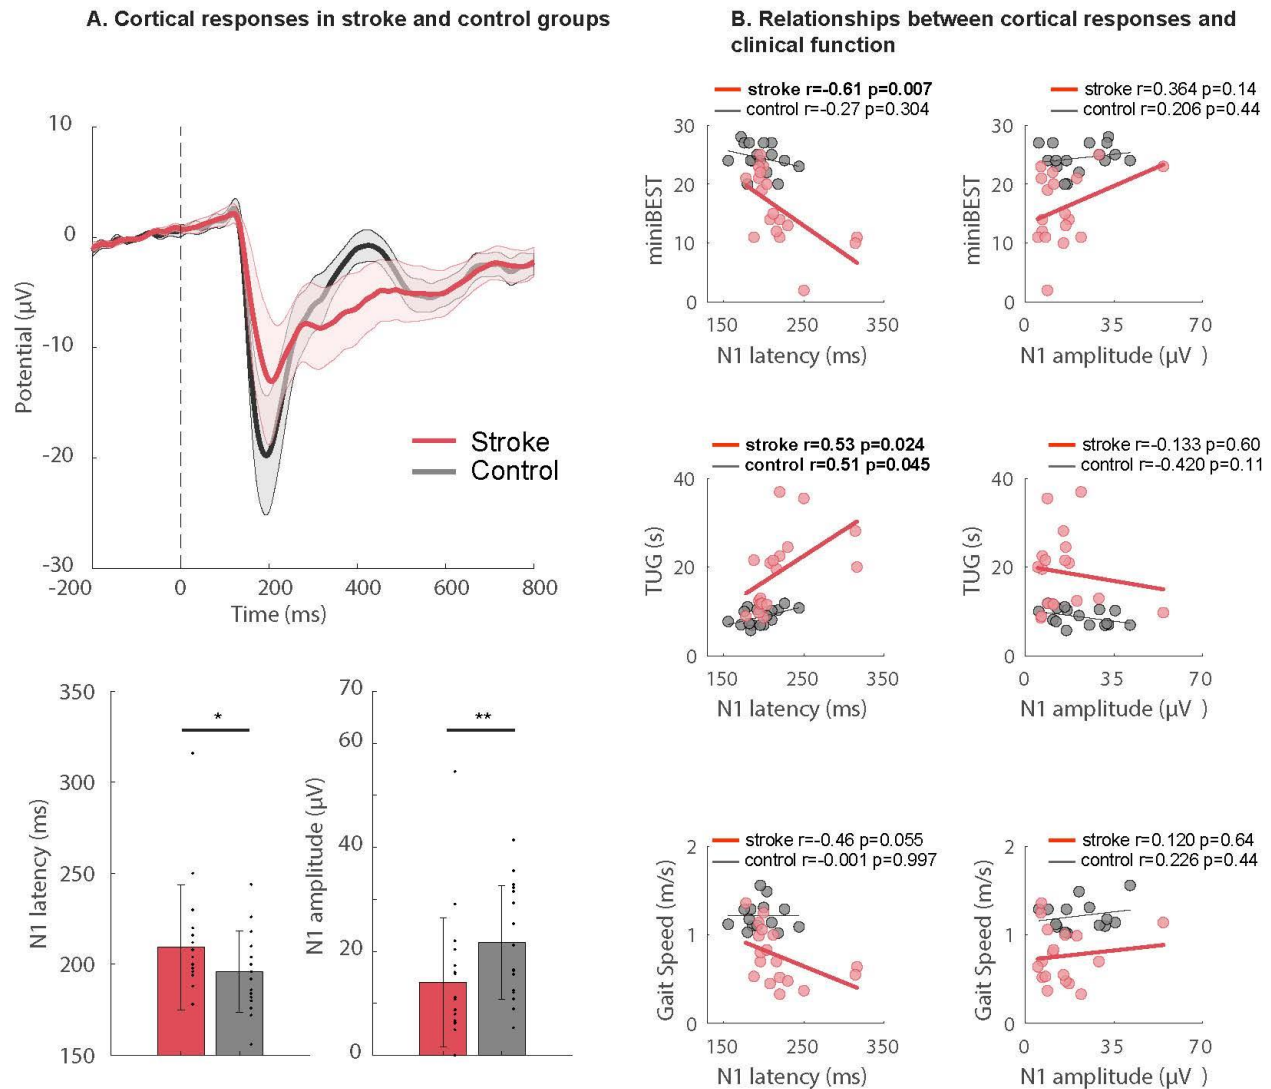 A. Cortical responses in stroke and control groups
10
0
-10
-20
-30
Potential (µV)
-200
0
200
400
600
800
Time (ms)
Stroke
Control
350
300
250
200
150
N1 latency (ms)
*
70
60
40
20
0
N1 amplitude (µV)
**
B. Relationships between cortical responses and
clinical function
stroke r=-0.61 p=0.007
control r=-0.27 p=0.304
30
20
10
0
miniBEST
150
250
350
N1 latency (ms)
stroke r=0.364 p=0.14
control r=0.206 p=0.44
30
20
10
0
miniBEST
0
35
70
N1 amplitude (µV )
stroke r=0.53 p=0.024
control r=0.51 p=0.045
40
20
0
TUG (s)
150
250
350
N1 latency (ms)
stroke r=-0.133 p=0.60
control r=-0.420 p=0.11
40
20
0
TUG (s)
0
35
70
N1 amplitude (µV )
stroke r=-0.46 p=0.055
control r=-0.001 p=0.997
2
1
0
Gait Speed (m/s)
150
250
350
N1 latency (ms)
stroke r=0.120 p=0.64
control r=0.226 p=0.44
2
1
0
Gait Speed (m/s)
0
35
70
N1 amplitude (µV )